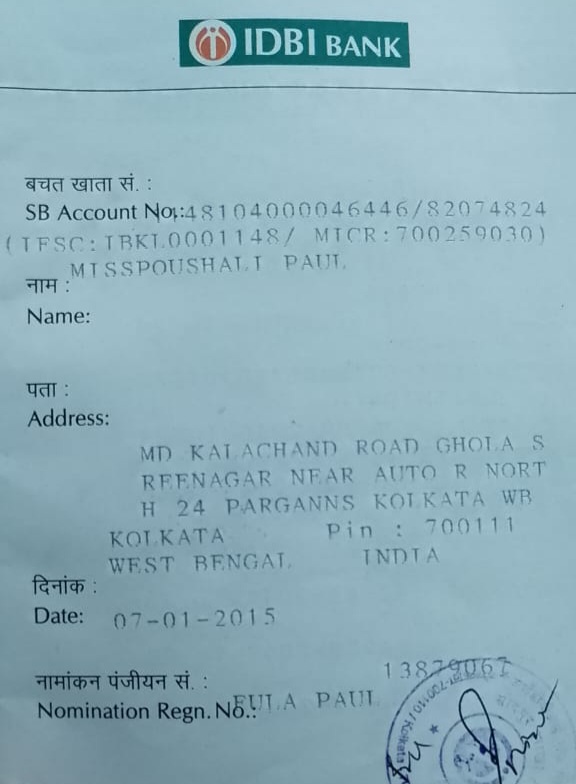 IDBI BANK
बचत खाता सं. :
SB Account No.:48104000046446/82074824
(IFSC:IBKL0001148/ MICR:700259030)
MISSPOUSHALI PAUL
नाम :
Name:
पता :
Address:
MD KALACHAND ROAD GHOLA S
REENAGAR NEAR AUTO R NORT
H 24 PARGANNS KOLKATA WB
KOLKATA Pin : 700111
WEST BENGAL INDIA
दिनांक :
Date: 07-01-2015
13879067
नामांकन पंजीयन सं. :
Nomination Regn. No.: EULA PAUL
Kolkata